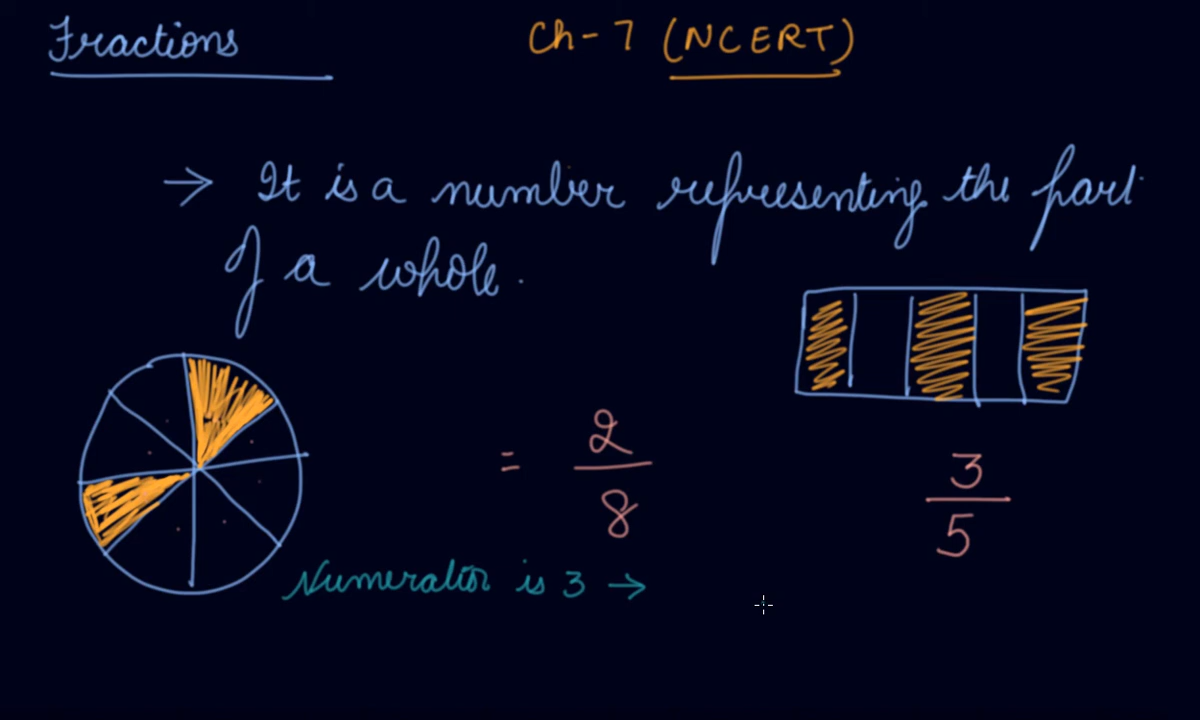 Fractions Ch-7 (NCERT)
→ It is a number representing the part
of a whole.
= 2/8
3/5
Numerator is 3 →